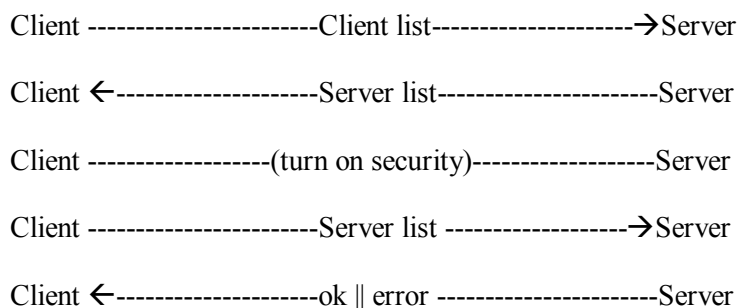 Client ------------------------Client list---------------------→Server
Client ←---------------------Server list-----------------------Server
Client -------------------(turn on security)-------------------Server
Client ------------------------Server list -------------------→Server
Client ←---------------------ok || error -----------------------Server